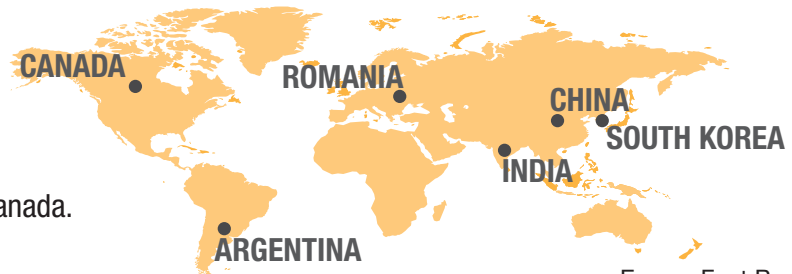 CANADA
ROMANIA
CHINA
SOUTH KOREA
INDIA
anada.
ARGENTINA